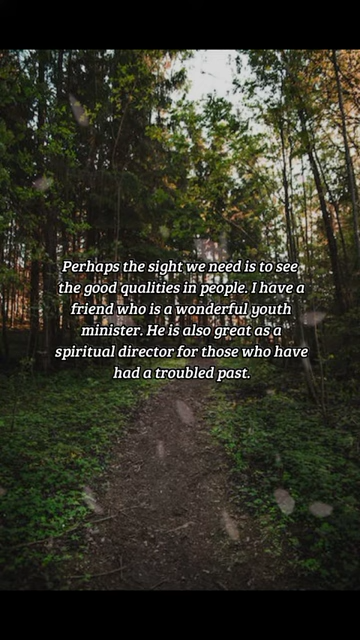 Perhaps the sight we need is to see
the good qualities in people. I have a
friend who is a wonderful youth
minister. He is also great as a
spiritual director for those who have
had a troubled past.